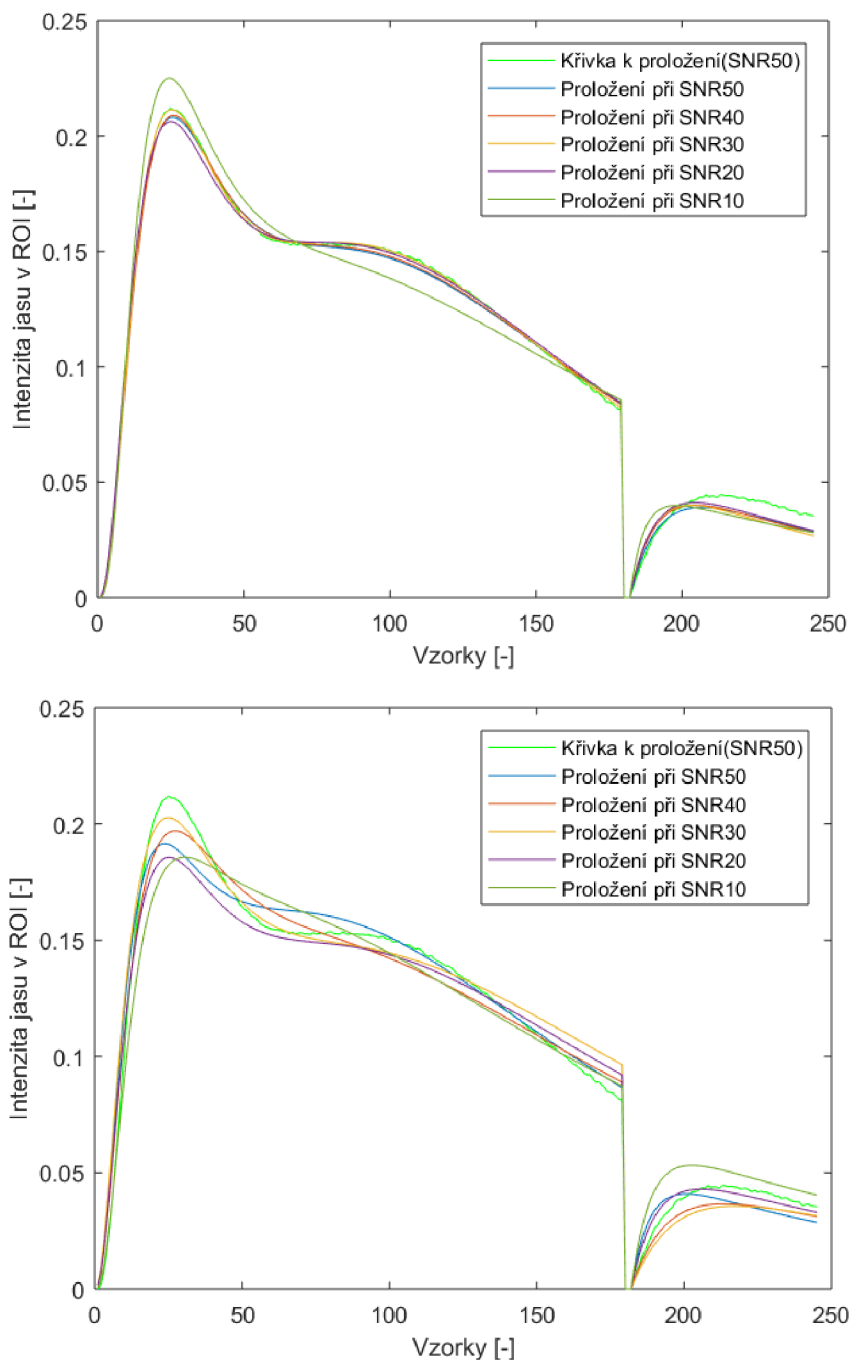 0.25
0.2
0.15
0.1
0.05
0
Intenzita jasu v ROI [-]
Křivka k proložení(SNR50)
Proložení při SNR50
Proložení při SNR40
Proložení při SNR30
Proložení při SNR20
Proložení při SNR10
0 50 100 150 200 250
Vzorky [-]
0.25
0.2
0.15
0.1
0.05
0
Intenzita jasu v ROI [-]
Křivka k proložení(SNR50)
Proložení při SNR50
Proložení při SNR40
Proložení při SNR30
Proložení při SNR20
Proložení při SNR10
0 50 100 150 200 250
Vzorky [-]